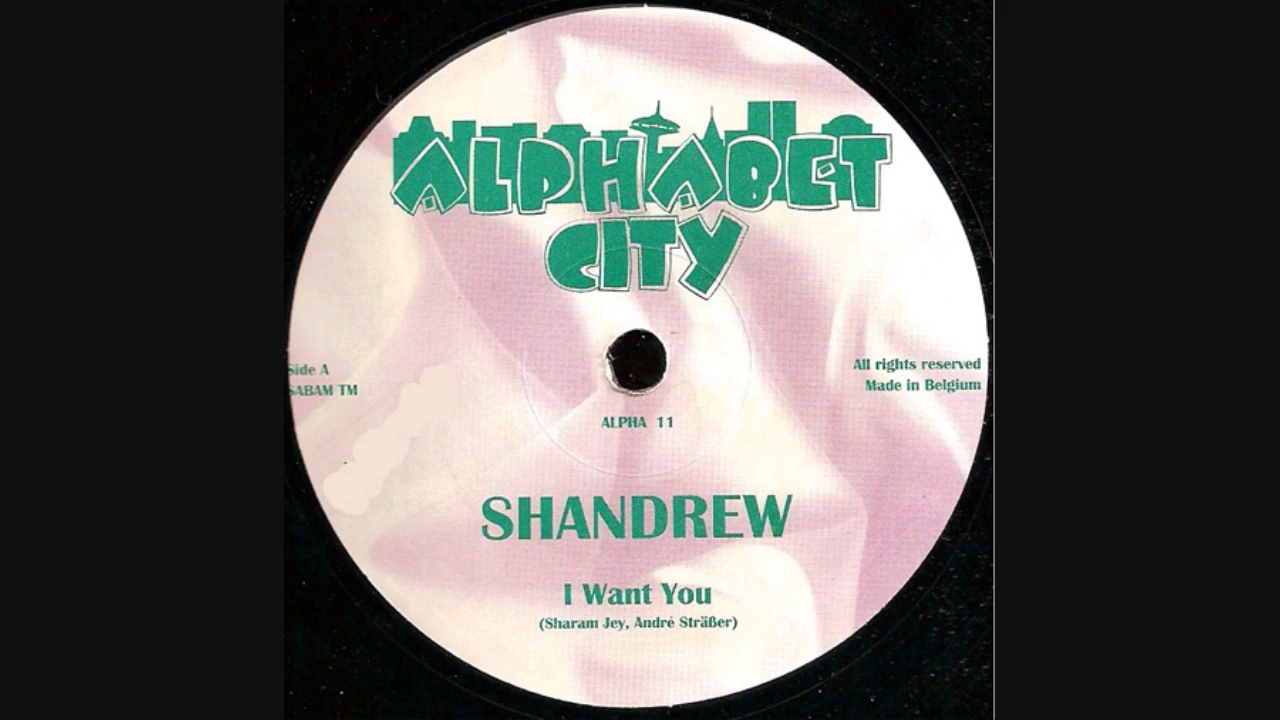 ALPHABET
CITY
Side A
SABAM TM
All rights reserved
Made in Belgium
ALPHA 11
SHANDREW
I Want You
(Sharam Jey, André Sträßer)